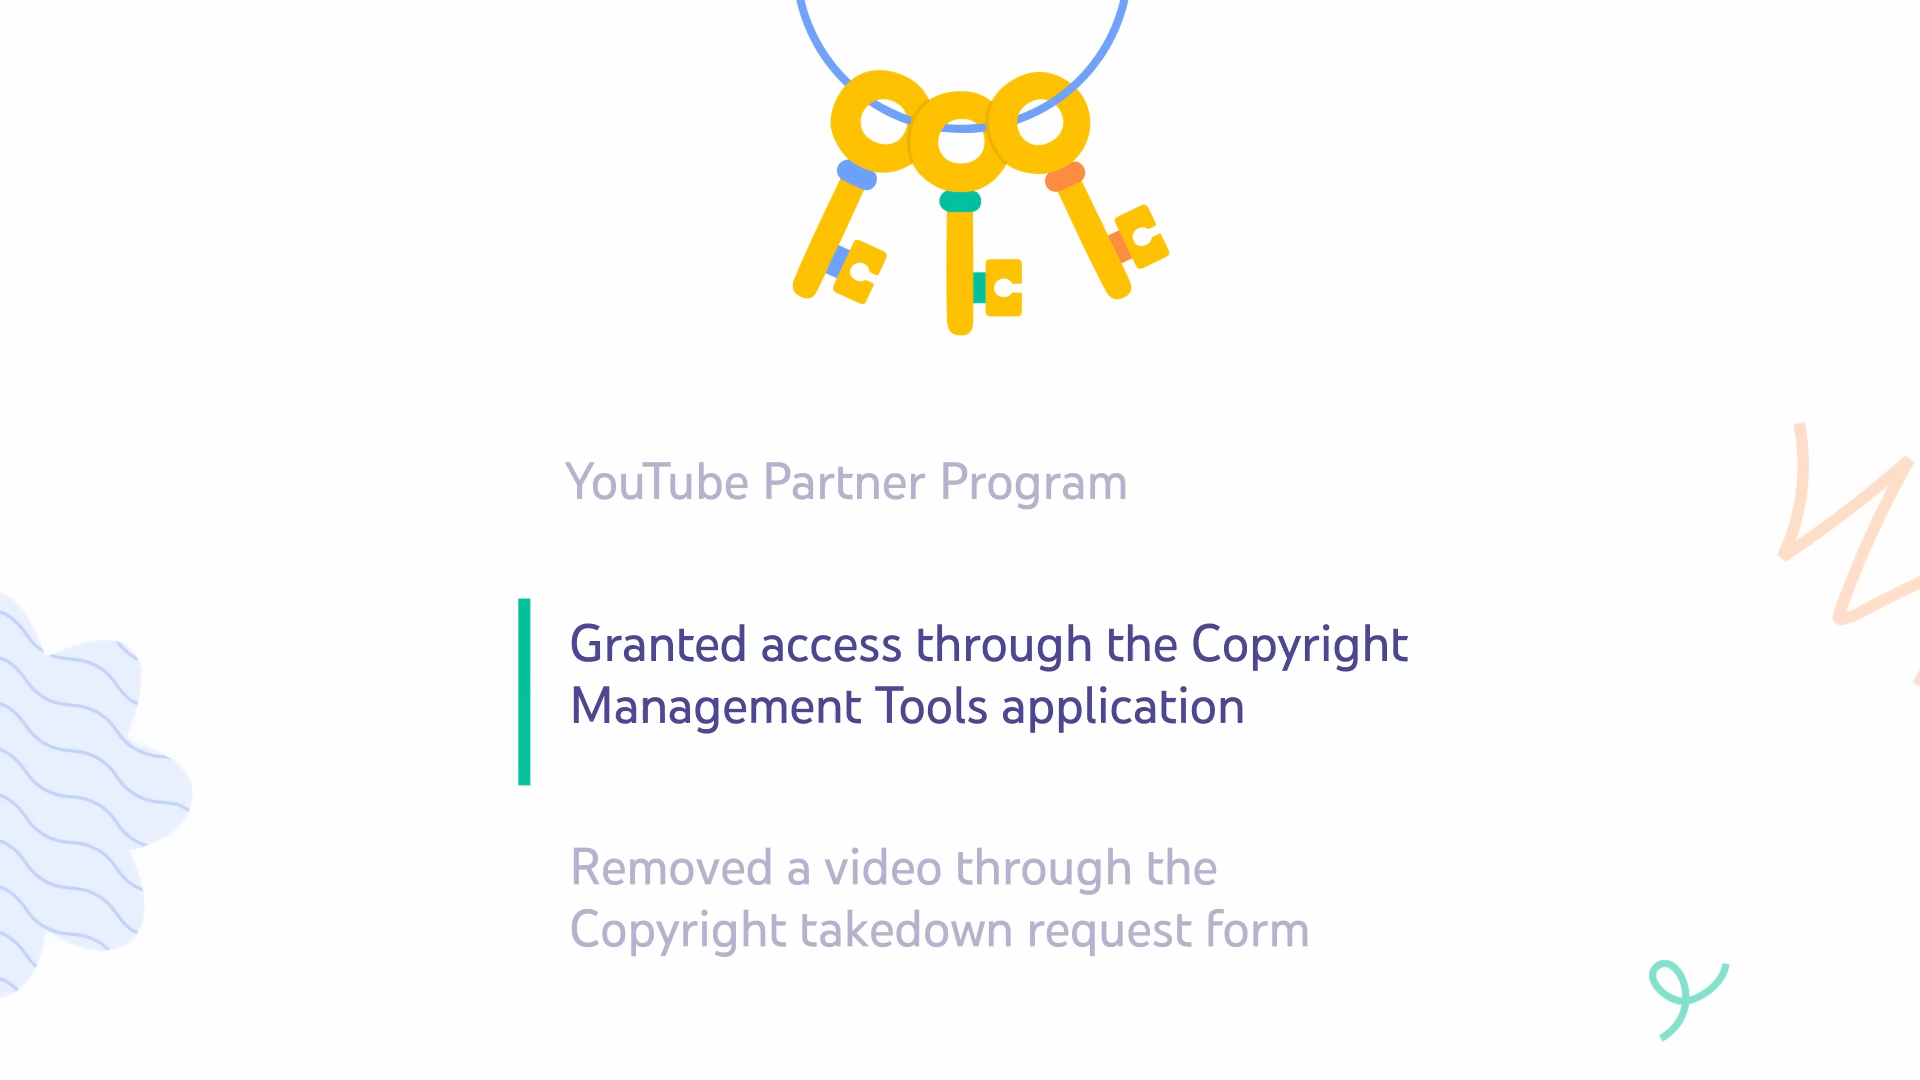 YouTube Partner Program
Granted access through the Copyright
Management Tools application
Removed a video through the
Copyright takedown request form